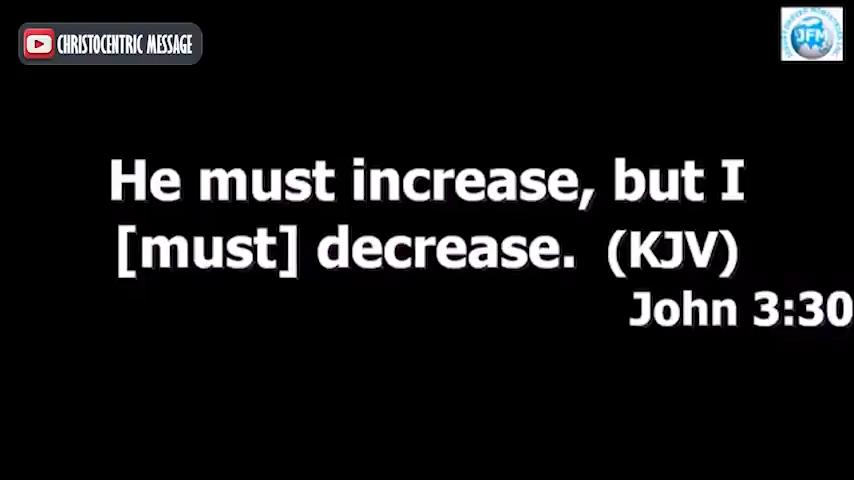 CHRISTOCENTRIC MESSAGE
JFM
He must increase, but I
[must] decrease. (KJV)
John 3:30